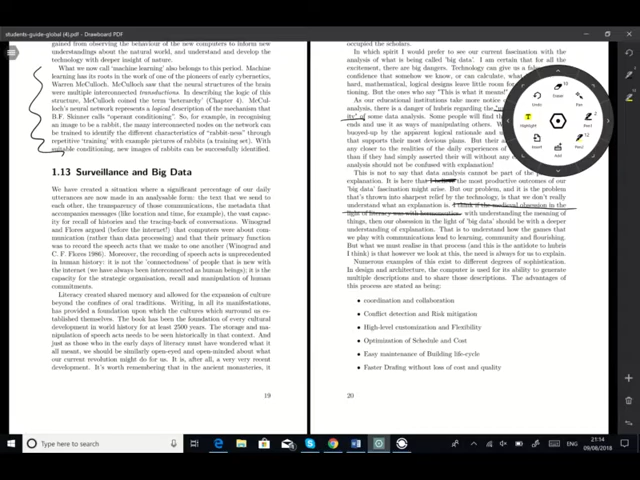 students-guide-global (4).pdf - Drawboard PDF
gained from observing the behaviour of the new computers to inform new
understandings about the natural world, and understand and develop the
technology with deeper insight of nature.
What we now call 'machine learning' also belongs to this period. Machine
learning has its roots in the work of one of the pioneers of early cybernetics,
Warren McCulloch. McCulloch saw that the neural structures of the brain
were multiple interconnected transductions. In describing the logic of this
structure, McCulloch coined the term 'heterarchy' (Chapter 4). McCul-
loch's neural network represents a logical description of the mechanisms that
B.F. Skinner calls "operant conditioning". So, for example, in recognising
an image to be a rabbit, the many interconnected nodes on the network can
be trained to identify the different characteristics of "rabbit-ness" through
repetitive 'training' with example pictures of rabbits (a training set). With
suitable conditioning, new images of rabbits can be successfully identified.
1.13 Surveillance and Big Data
We have created a situation where a significant percentage of our daily
utterances are now made in an analysable form: the text that we send to
each other, the transparency of those communications, the metadata that
accompanies messages (like location and time, for example), the vast capac-
ity for recall of histories and the tracing-back of conversations. Winograd
and Flores argued (before the internet!) that computers were about com-
munication (rather than data processing) and that their primary function
was to record the speech acts that we make to one another (Winograd and
C. F. Flores 1986). Moreover, the recording of speech acts is unprecedented
in human history: it is not the 'connectedness' of people that is new with
the internet (we have always been interconnected as human beings); it is the
capacity for the strategic organisation, recall and manipulation of human
commitments.
Literacy created shared memory and allowed for the expansion of culture
beyond the confines of oral traditions. Writing, in all its manifestations,
has provided a foundation upon which the cultures which surround us es-
tablished themselves. The book has been the foundation of every cultural
development in world history for at least 2500 years. The storage and ma-
nipulation of speech acts needs to be seen historically in that context. And
just as those who in the early days of literacy must have wondered what it
all meant, we should be similarly open-eyed and open-minded about what
our current revolution might do for us. It is, after all, a very very recent
development. It's worth remembering that in the ancient monasteries, it
19
occupied the scholars.
In which spirit I would prefer to see our current fascination with the
analysis of what is being called 'big data'. I am certain that for all the
excitement, there are big dangers. Technology can give us a
confidence that somehow we know, or can calculate, what
hard, mathematical, logical designs leave little room for
tioning. But the ones who say "This is what it means!"
As our educational institutions take more notice
analysis, there is a danger of hubris regarding the
ity' of some data analysis. Some people will find
ends and use it as ways of manipulating others.
buoyed-up by the apparent logical rationale and
that supports their most devious plans. But their a
any closer to the realities of the daily experiences of
than if they had simply asserted their will without any
analysis should not be confused with explanation!
This is not to say that data analysis cannot be part of the
explanation. It is here that the most productive outcomes of our
'big data' fascination might arise. But our problem, and it is the problem
that's thrown into sharpest relief by the technology, is that we don't really
understand what an explanation is. I think if the medieval obsession in the
light of literacy was with hermeneutics, with understanding the meaning of
things, then our obsession in the light of 'big data' should be with a deeper
understanding of explanation. That is to understand how the games that
we play with communications lead to learning, community and flourishing.
But what we must realise in that process (and this is the antidote to hubris
I think) is that however we look at this, the need is always for us to explain.
Numerous examples of this exist to different degrees of sophistication.
In design and architecture, the computer is used for its ability to generate
multiple descriptions and to share those descriptions. The advantages of
this process are stated as being:
• coordination and collaboration
• Conflict detection and Risk mitigation
• High-level customization and Flexibility
• Optimization of Schedule and Cost
• Easy maintenance of Building life-cycle
• Faster Drafting without loss of cost and quality
20
Undo
Eraser
Pen
Highlight
Pen1
Insert
Add
Pen2
Type here to search
ENG
21:14
09/08/2018